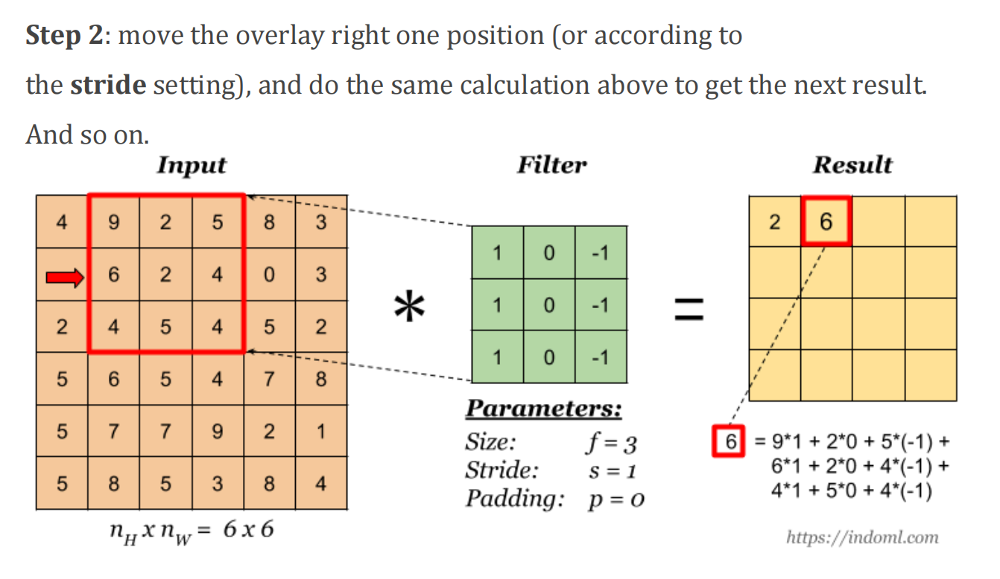 Step 2: move the overlay right one position (or according to
the stride setting), and do the same calculation above to get the next result.
And so on.
Input
Filter
Result
4 9 2 5 8 3
6 2 4 0 3
2 4 5 4 5 2
5 6 5 4 7 8
5 7 7 9 2 1
5 8 5 3 8 4
n_H x n_W = 6 x 6
*
1 0 -1
1 0 -1
1 0 -1
Parameters:
Size: f = 3
Stride: s = 1
Padding: p = 0
=
2 6
6 = 9*1 + 2*0 + 5*(-1) +
6*1 + 2*0 + 4*(-1) +
4*1 + 5*0 + 4*(-1)
https://indoml.com